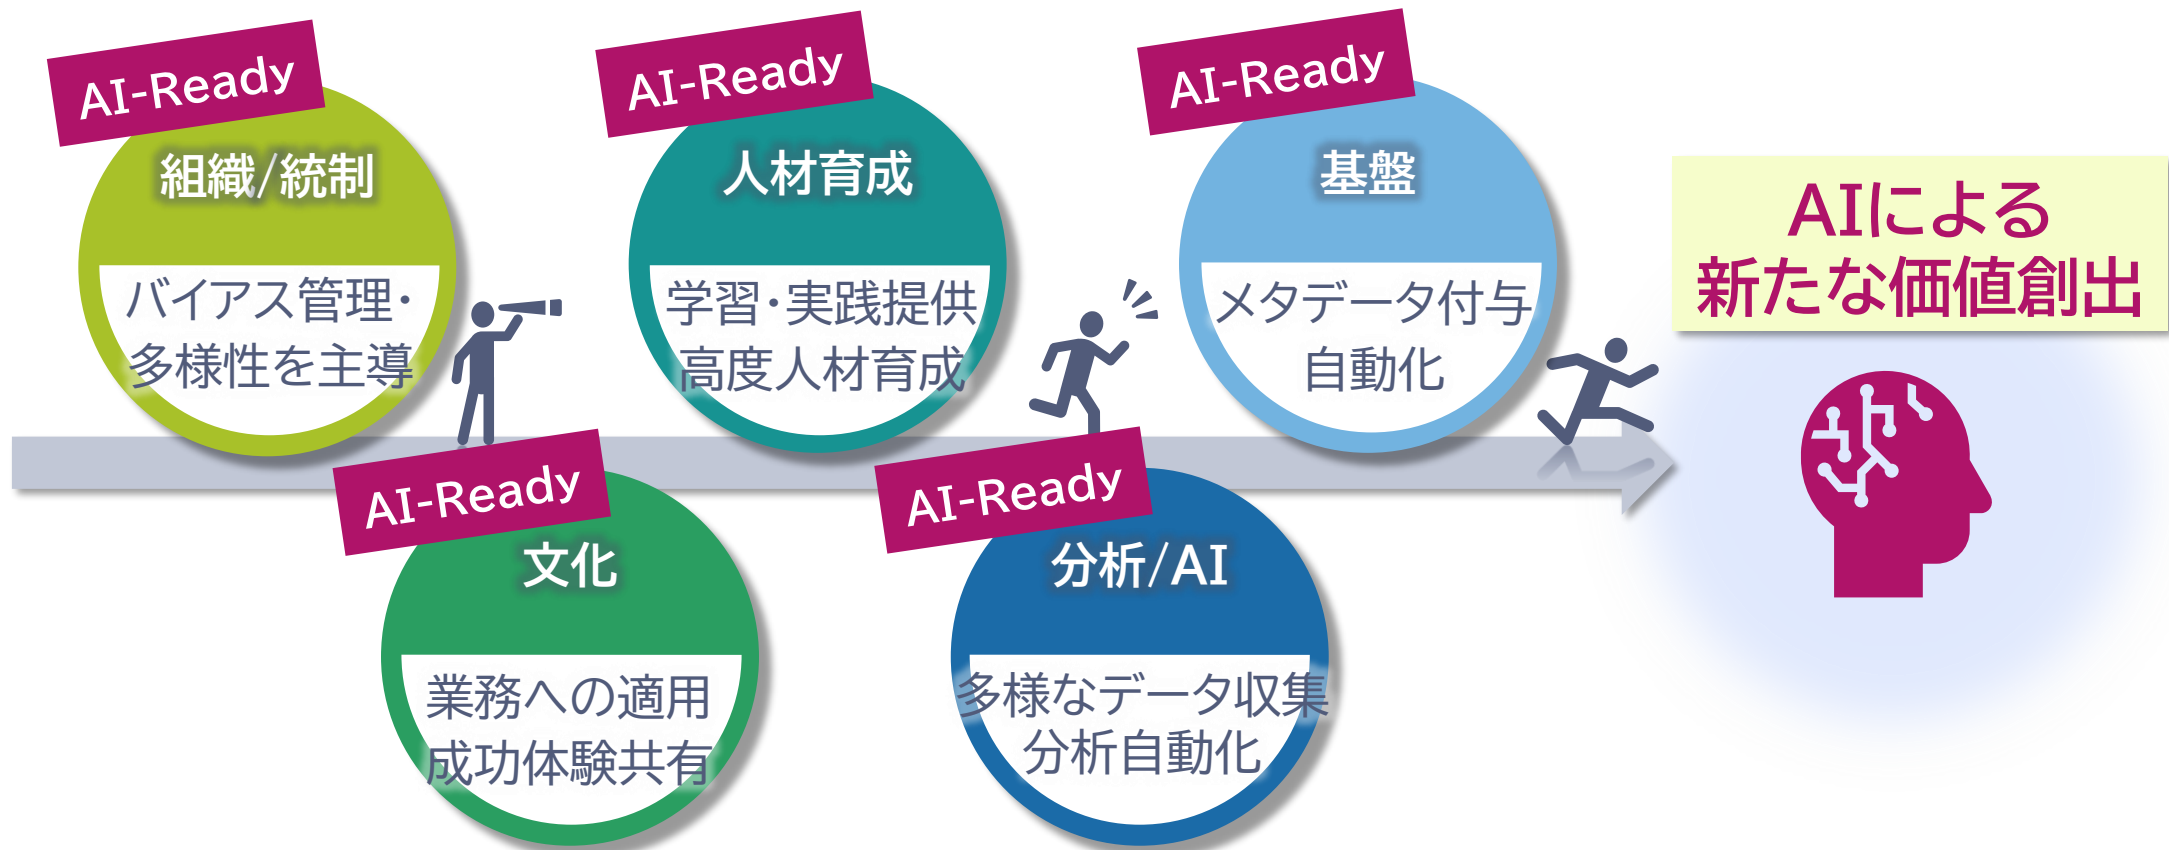 AI-Ready
組織/統制
バイアス管理・
多様性を主導
AI-Ready
文化
業務への適用
成功体験共有
AI-Ready
人材育成
学習・実践提供
高度人材育成
AI-Ready
分析/AI
多様なデータ収集
分析自動化
AI-Ready
基盤
メタデータ付与
自動化
AIによる
新たな価値創出